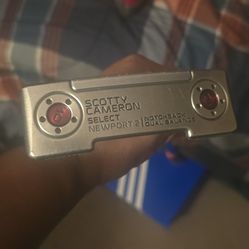 SCOTTY
CAMERON
SELECT
NEWPORT 2
NOTCHBACK
DUAL BALANCE